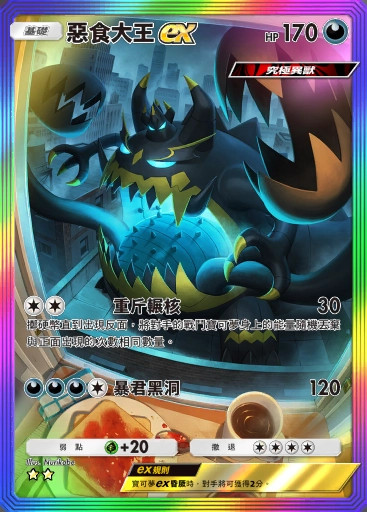 基礎 惡食大王 ex HP 170
究極異獸
重斤輾核 30
擲硬幣直到出現反面，將對手的戰鬥寶可夢身上的能量隨機丟棄
與正面出現的次數相同數量。
暴君黑洞 120
弱點 +20 撤退
Illus. Nurikabe
ex規則
寶可夢ex昏厥時，對手將可獲得2分。